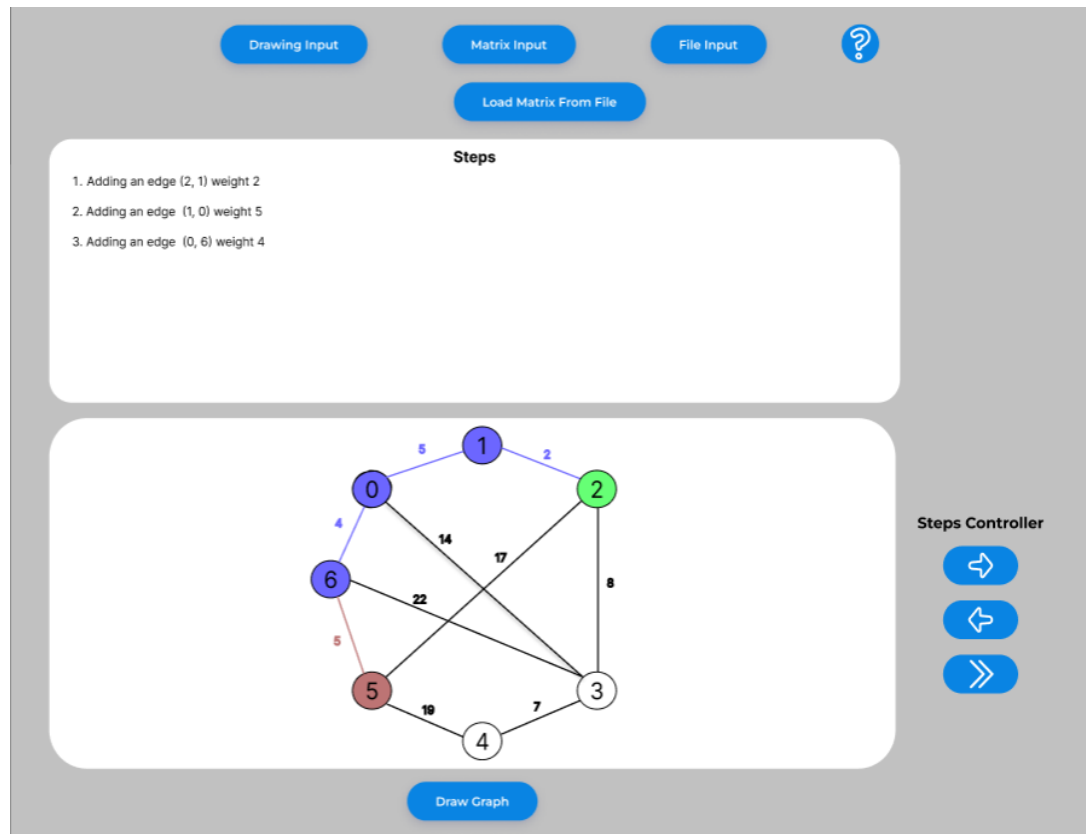 Drawing Input
Matrix Input
File Input
?
Load Matrix From File
Steps
1. Adding an edge (2, 1) weight 2
2. Adding an edge (1, 0) weight 5
3. Adding an edge (0, 6) weight 4
1
5
2
0
2
4
14
17
6
22
8
5
5
3
19
7
4
Steps Controller
Draw Graph